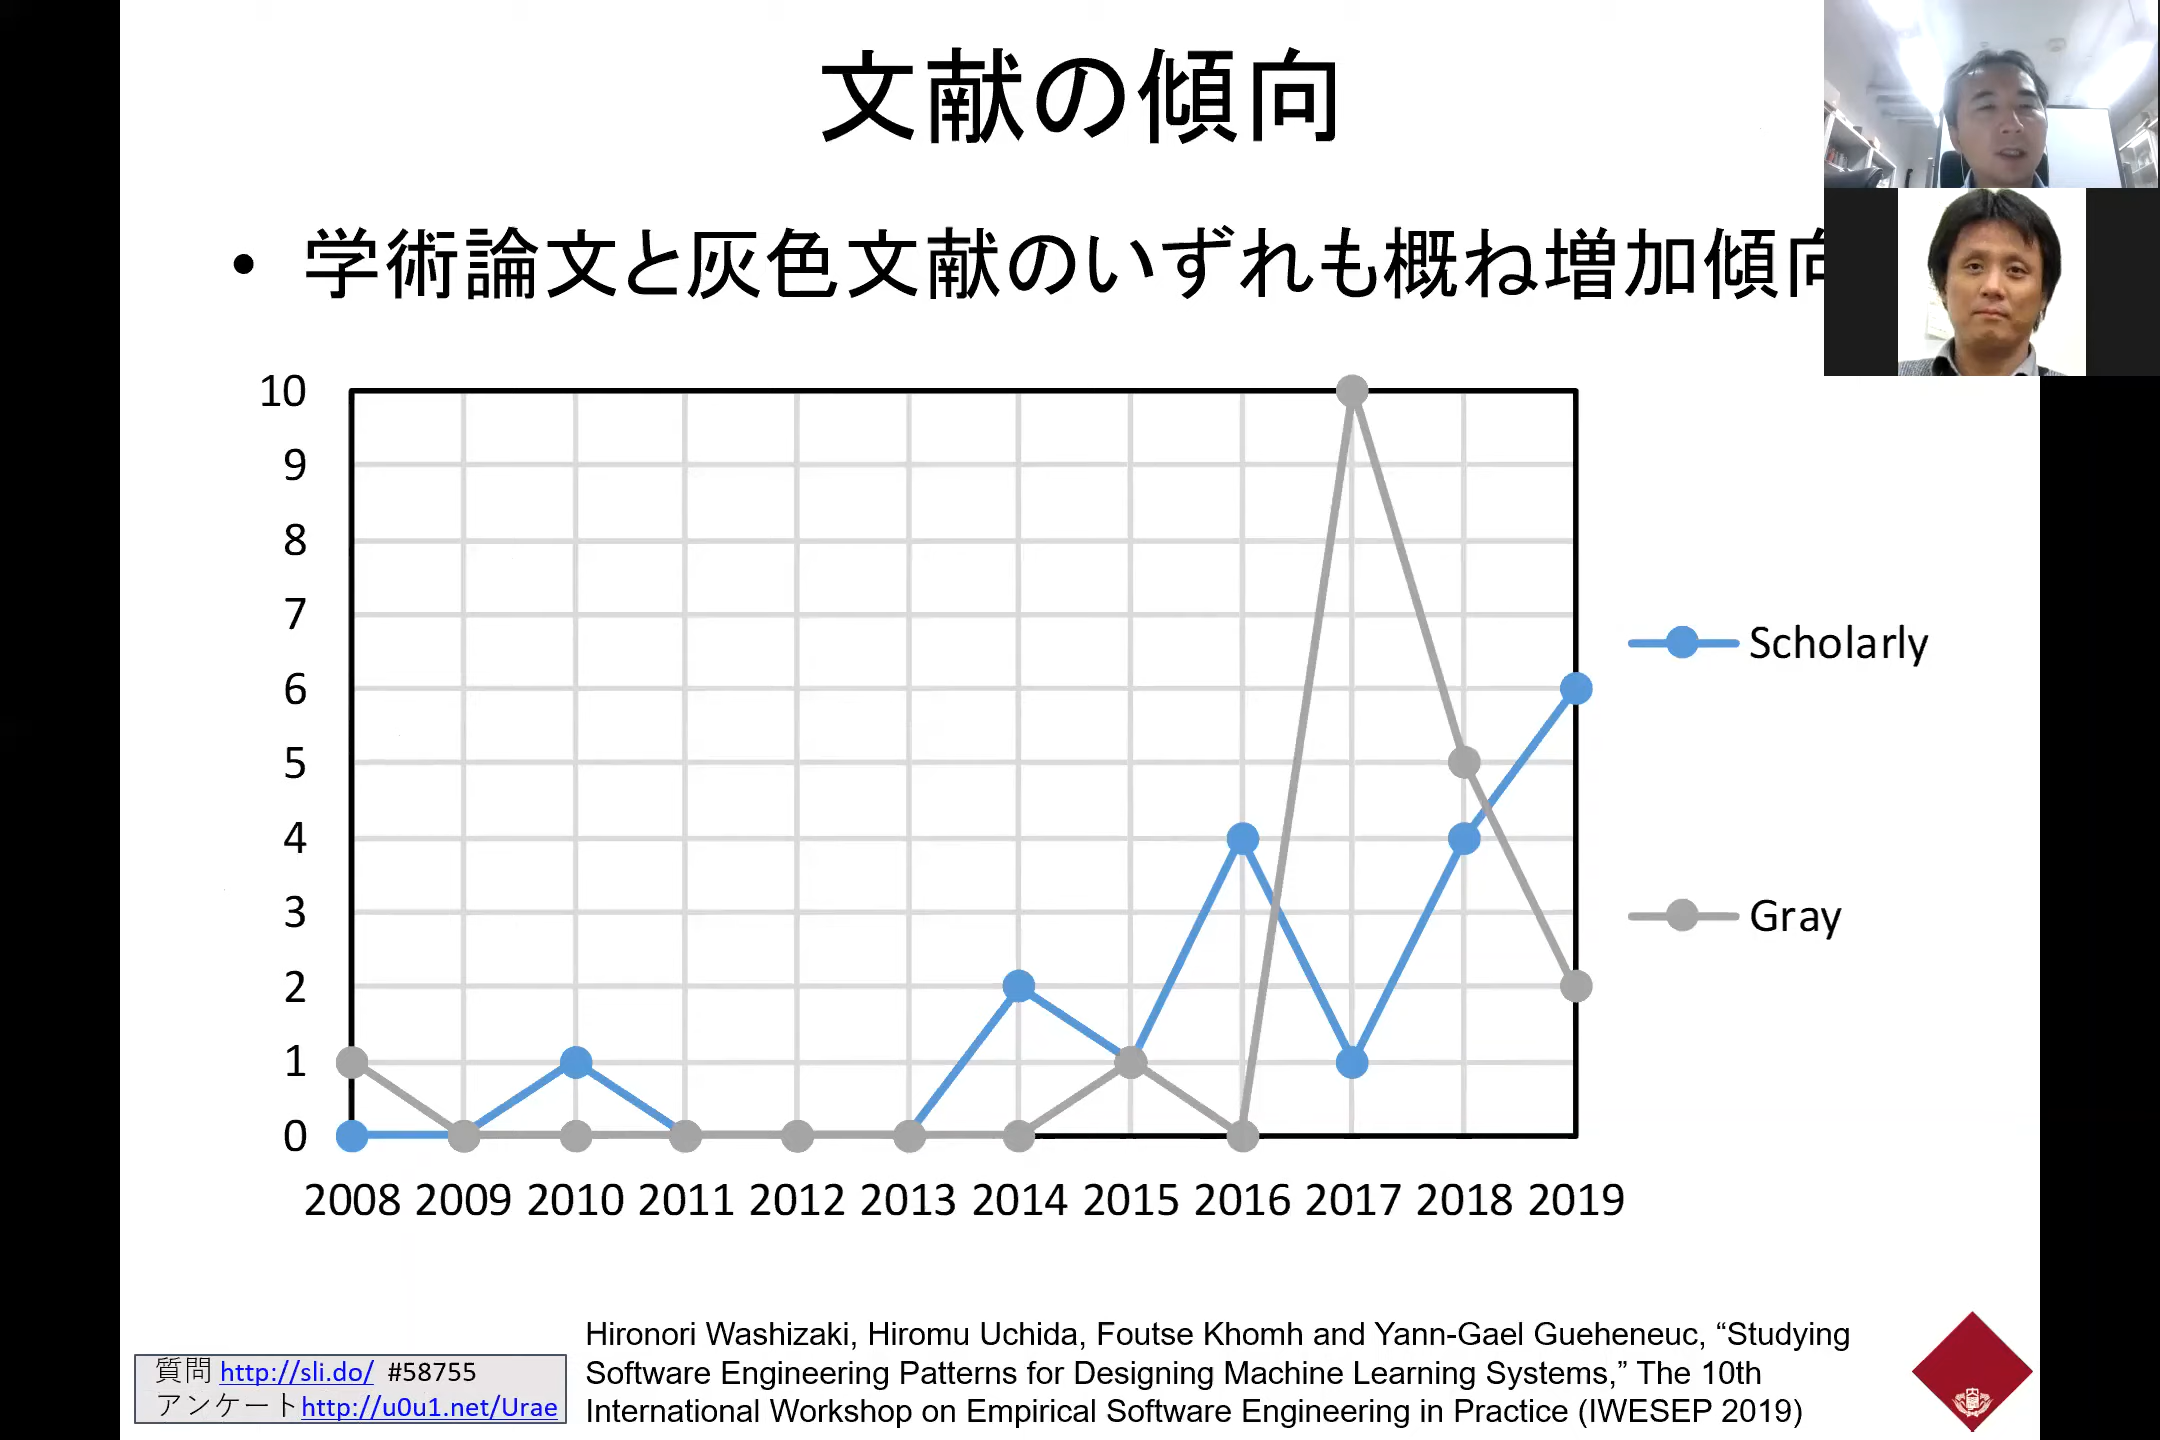 文献の傾向
• 学術論文と灰色文献のいずれも概ね増加傾向
10
9
8
7
6
5
4
3
2
1
0
2008 2009 2010 2011 2012 2013 2014 2015 2016 2017 2018 2019
Scholarly
Gray
質問 http://sli.do/ #58755
アンケートhttp://u0u1.net/Urae
Hironori Washizaki, Hiromu Uchida, Foutse Khomh and Yann-Gael Gueheneuc, “Studying
Software Engineering Patterns for Designing Machine Learning Systems,” The 10th
International Workshop on Empirical Software Engineering in Practice (IWESEP 2019)